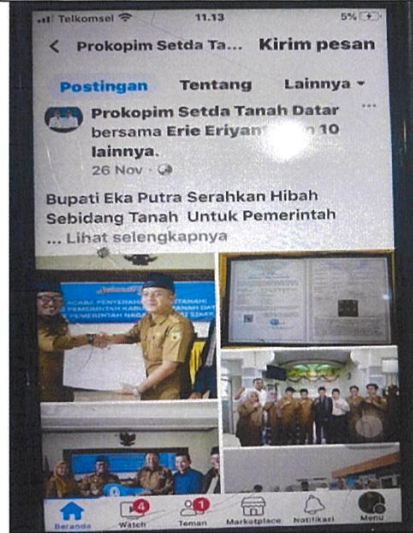 Telkomsel
11.13
5%
Prokopim Setda Ta...
Kirim pesan
Postingan
Tentang
Lainnya
Prokopim Setda Tanah Datar
bersama Erie
10
lainnya.
26 Nov ·
Bupati Eka Putra Serahkan Hibah
Sebidang Tanah Untuk Pemerintah
... Lihat selengkapnya
4
1
Beranda
Watch
Teman
Marketplace
Notifikasi
Menu